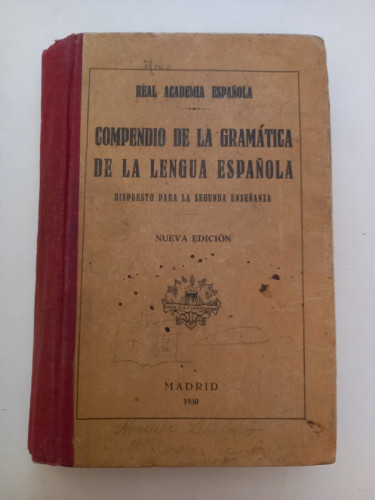 REAL ACADEMIA ESPAÑOLA
COMPENDIO DE LA GRAMÁTICA
DE LA LENGUA ESPAÑOLA
DISPUESTO PARA LA SEGUNDA ENSEÑANZA
NUEVA EDICIÓN
MADRID
1930